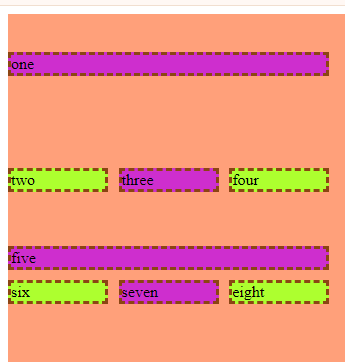 one
two three four
five
six seven eight